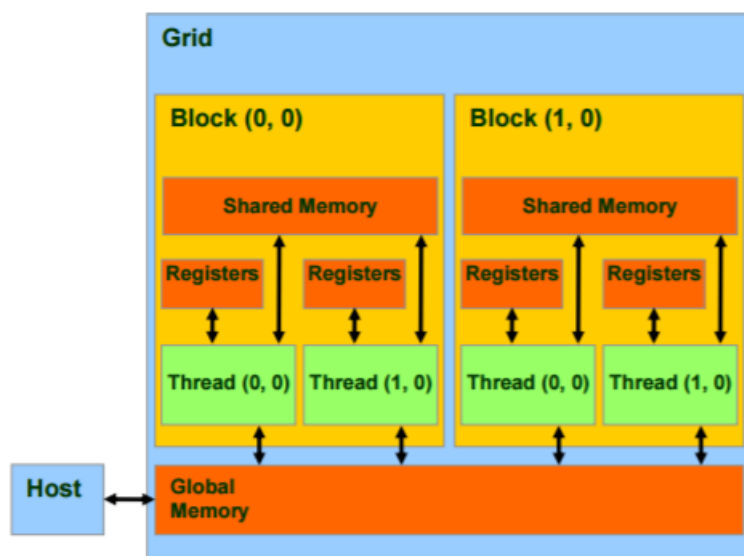 Grid
Block (0, 0)
Block (1, 0)
Shared Memory
Shared Memory
Registers
Registers
Registers
Registers
Thread (0, 0)
Thread (1, 0)
Thread (0, 0)
Thread (1, 0)
Host
Global
Memory